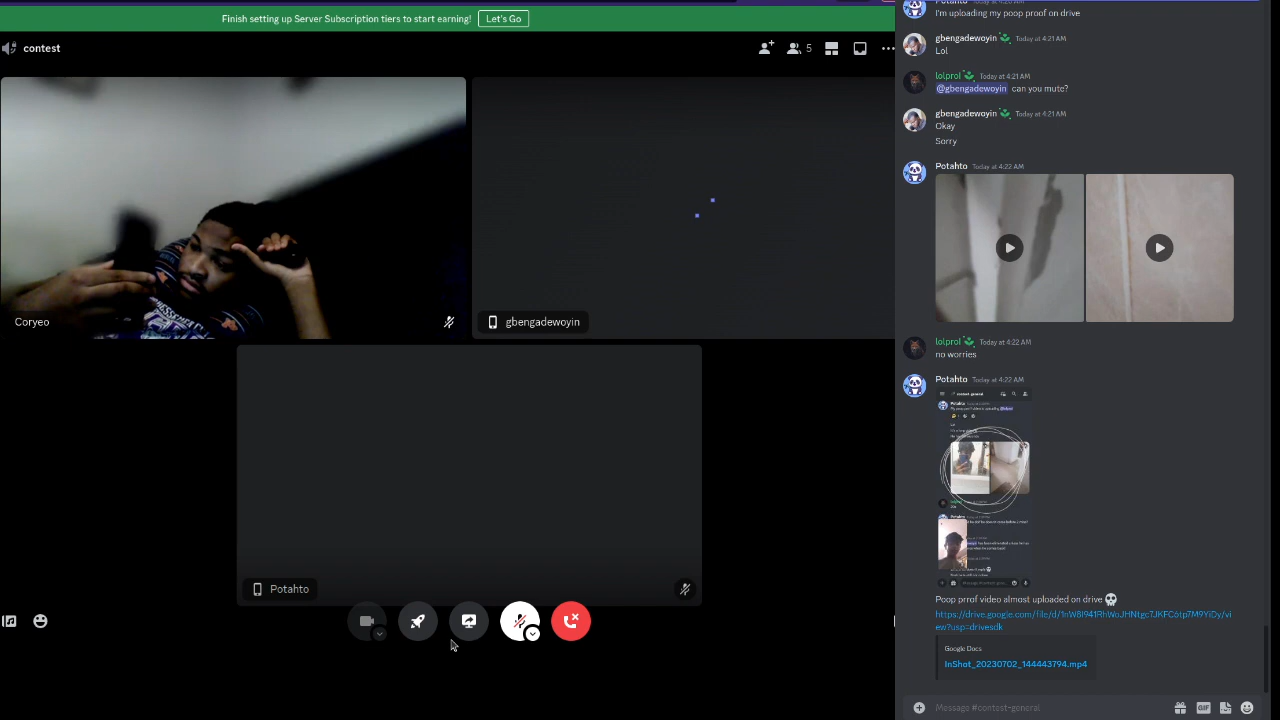 Finish setting up Server Subscription tiers to start earning!
Let's Go
contest
5
Coryeo
gbengadewoyin
Potahto
I'm uploading my poop proof on drive
gbengadewoyin Today at 4:21 AM
Lol
lolprol Today at 4:21 AM
@gbengadewoyin can you mute?
gbengadewoyin Today at 4:21 AM
Okay
Sorry
Potahto Today at 4:22 AM
lolprol Today at 4:22 AM
no worries
Potahto Today at 4:22 AM
Poop prrof video almost uploaded on drive
ew?usp=drivesdk
Google Docs
InShot_20230702_144443794.mp4
Message #contest-general
GIF